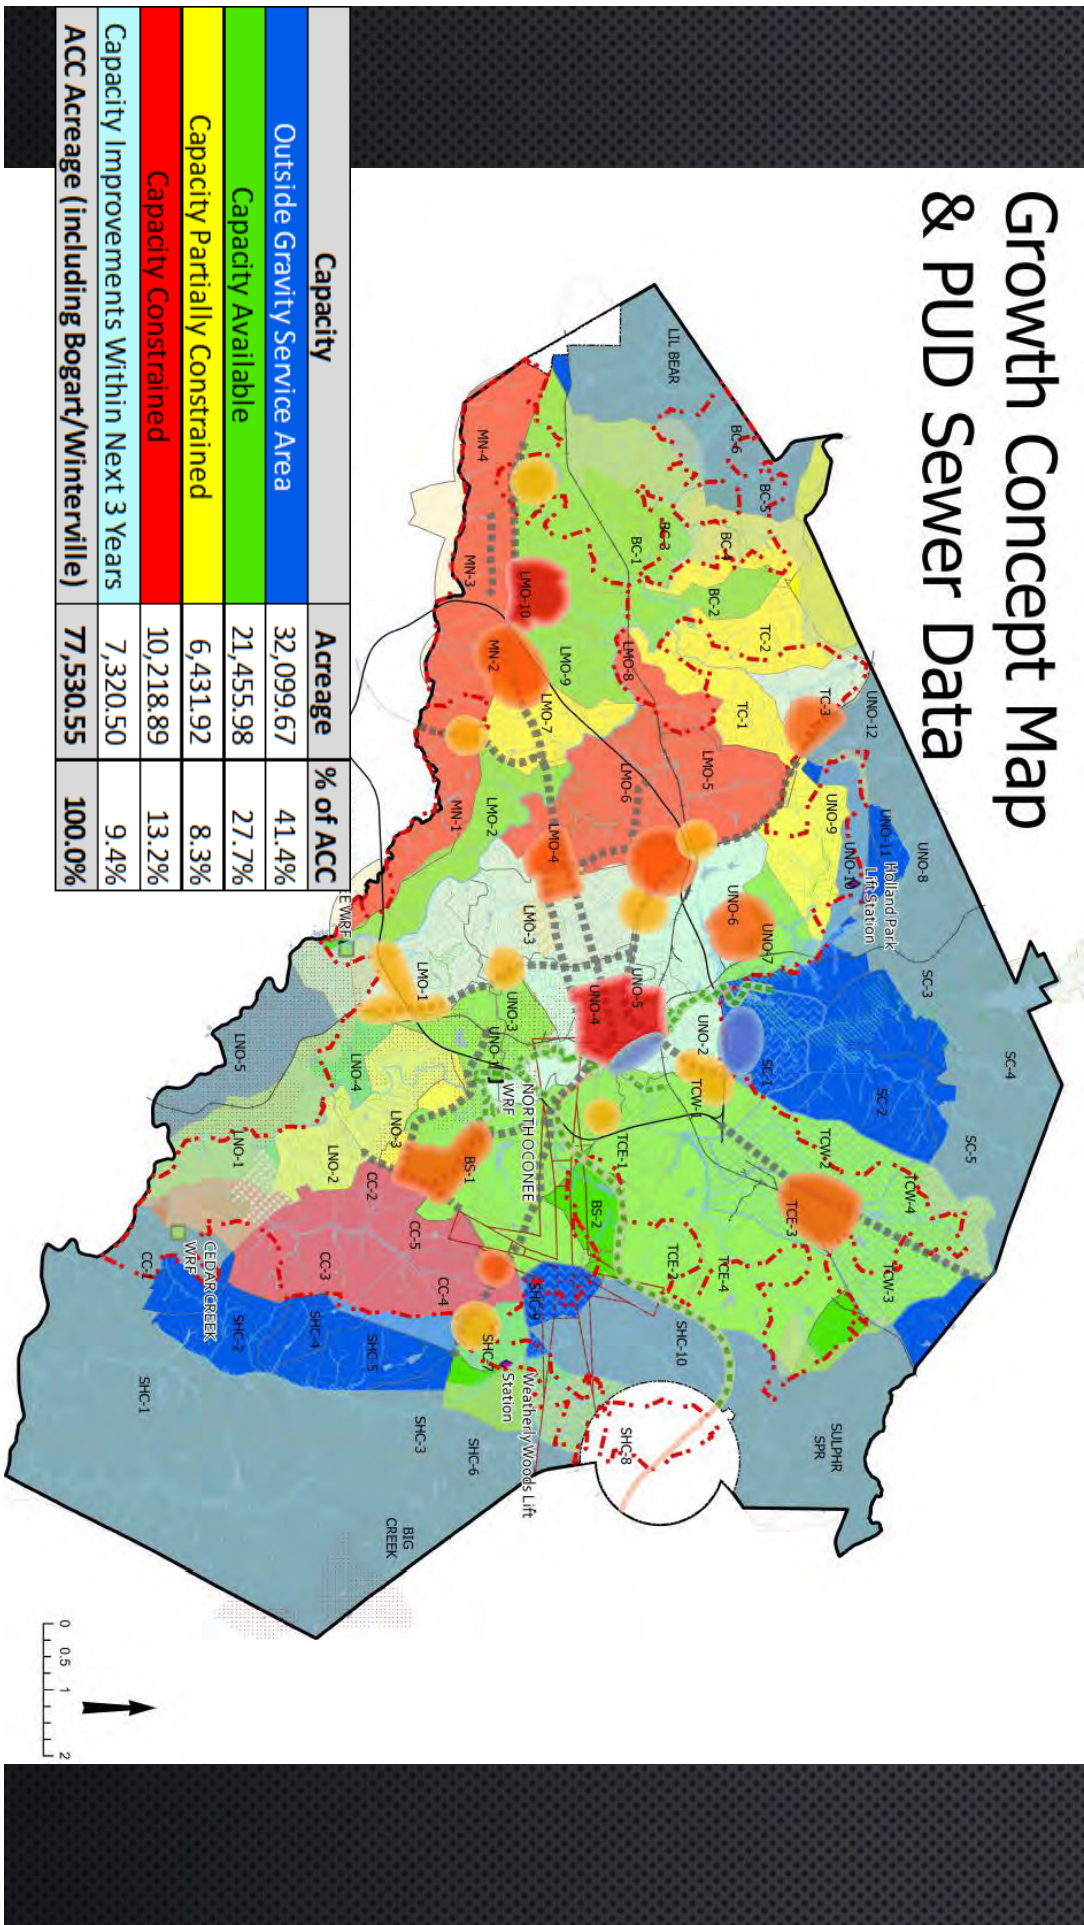 Growth Concept Map
& PUD Sewer Data
Capacity Acreage % of ACC
Outside Gravity Service Area 32,099.67 41.4%
Capacity Available 21,455.98 27.7%
Capacity Partially Constrained 6,431.92 8.3%
Capacity Constrained 10,218.89 13.2%
Capacity Improvements Within Next 3 Years 7,320.50 9.4%
ACC Acreage (including Bogart/Winterville) 77,530.55 100.0%
LIL BEAR
BC-6
BC-5
BC-4
BC-3
BC-1
BC-2
TC-2
TC-1
TC-3
UNO-12
UNO-11
UNO-8
UNO-9
UNO-10
Holland Park
Lift Station
UNO-6
UNO-7
SC-3
SC-4
SC-5
SC-1
SC-2
MN-4
MN-3
MN-2
MN-1
LMO-10
LMO-9
LMO-8
LMO-7
LMO-5
LMO-6
LMO-4
LMO-2
LMO-3
LMO-1
UNO-5
UNO-4
UNO-3
UNO-2
UNO-1
NORTH OCONEE
WRF
TCW-1
TCW-2
TCW-4
TCW-3
TCE-1
TCE-3
TCE-2
TCE-4
BS-2
BS-1
LNO-5
LNO-4
LNO-3
LNO-2
LNO-1
CC-2
CC-5
CC-3
CC-4
CC-1
CEDAR CREEK
WRF
SHC-9
SHC-10
SHC-8
SHC-7
Weatherly Woods Lift
Station
SHC-2
SHC-4
SHC-5
SHC-1
SHC-3
SHC-6
SULPHR
SPR
BIG
CREEK
0 0.5 1 2